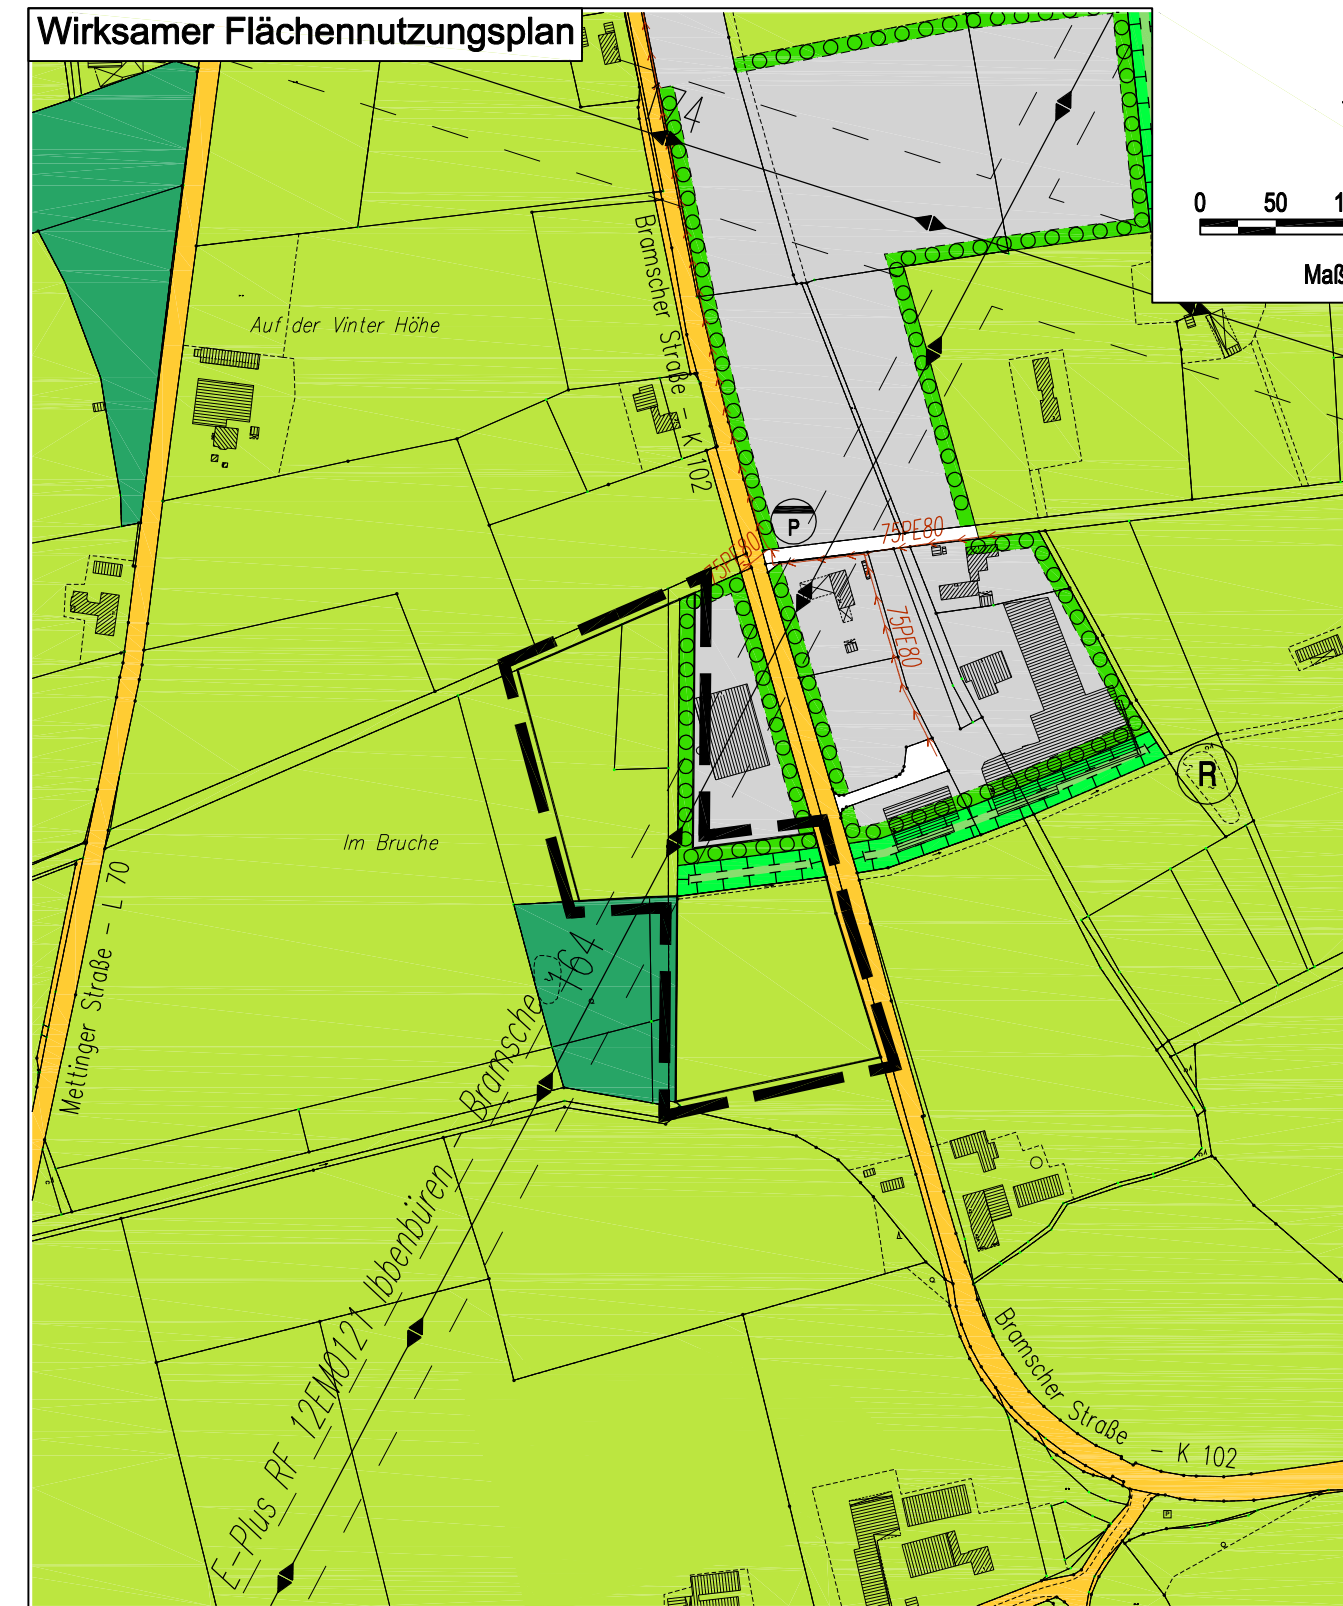 Wirksamer Flächennutzungsplan
74
0 50
Maß
Bramscher Straße - K 102
Auf der Vinter Höhe
P
75PE80
75PE80
75PE80
R
Im Bruche
Mettinger Straße - L 70
E-Plus RF 12EM0121 Ibbenbüren - Bramsche 164
Bramscher Straße - K 102